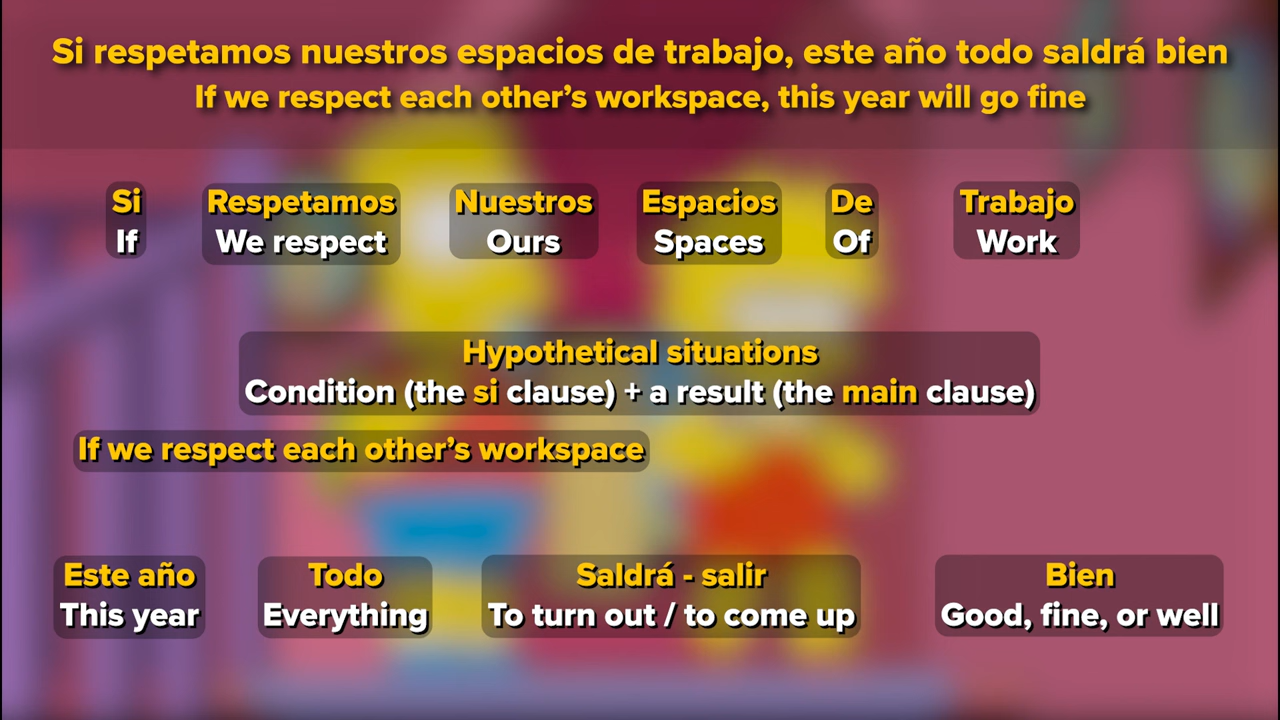 Si respetamos nuestros espacios de trabajo, este año todo saldrá bien
If we respect each other’s workspace, this year will go fine
Si Respetamos Nuestros Espacios De Trabajo
If We respect Ours Spaces Of Work
Hypothetical situations
Condition (the si clause) + a result (the main clause)
If we respect each other’s workspace
Este año Todo Saldrá - salir Bien
This year Everything To turn out / to come up Good, fine, or well